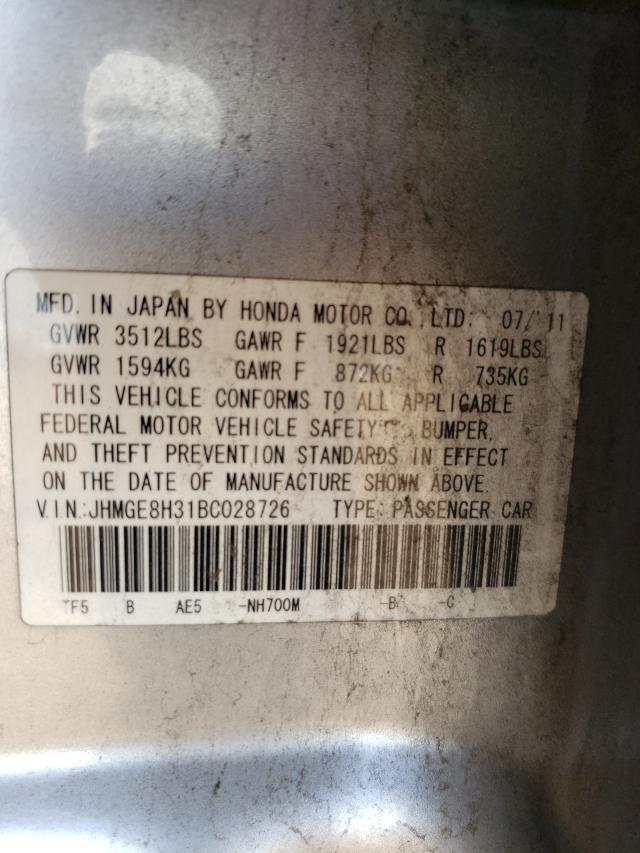 MFD. IN JAPAN BY HONDA MOTOR CO., LTD. 07/11
GVWR 3512LBS GAWR F 1921LBS R 1619LBS
GVWR 1594KG GAWR F 872KG R 735KG
THIS VEHICLE CONFORMS TO ALL APPLICABLE
FEDERAL MOTOR VEHICLE SAFETY, BUMPER,
AND THEFT PREVENTION STANDARDS IN EFFECT
ON THE DATE OF MANUFACTURE SHOWN ABOVE.
V.I.N.:JHMGE8H31BC028726 TYPE: PASSENGER CAR
TF5 B AE5 -NH700M -B -C